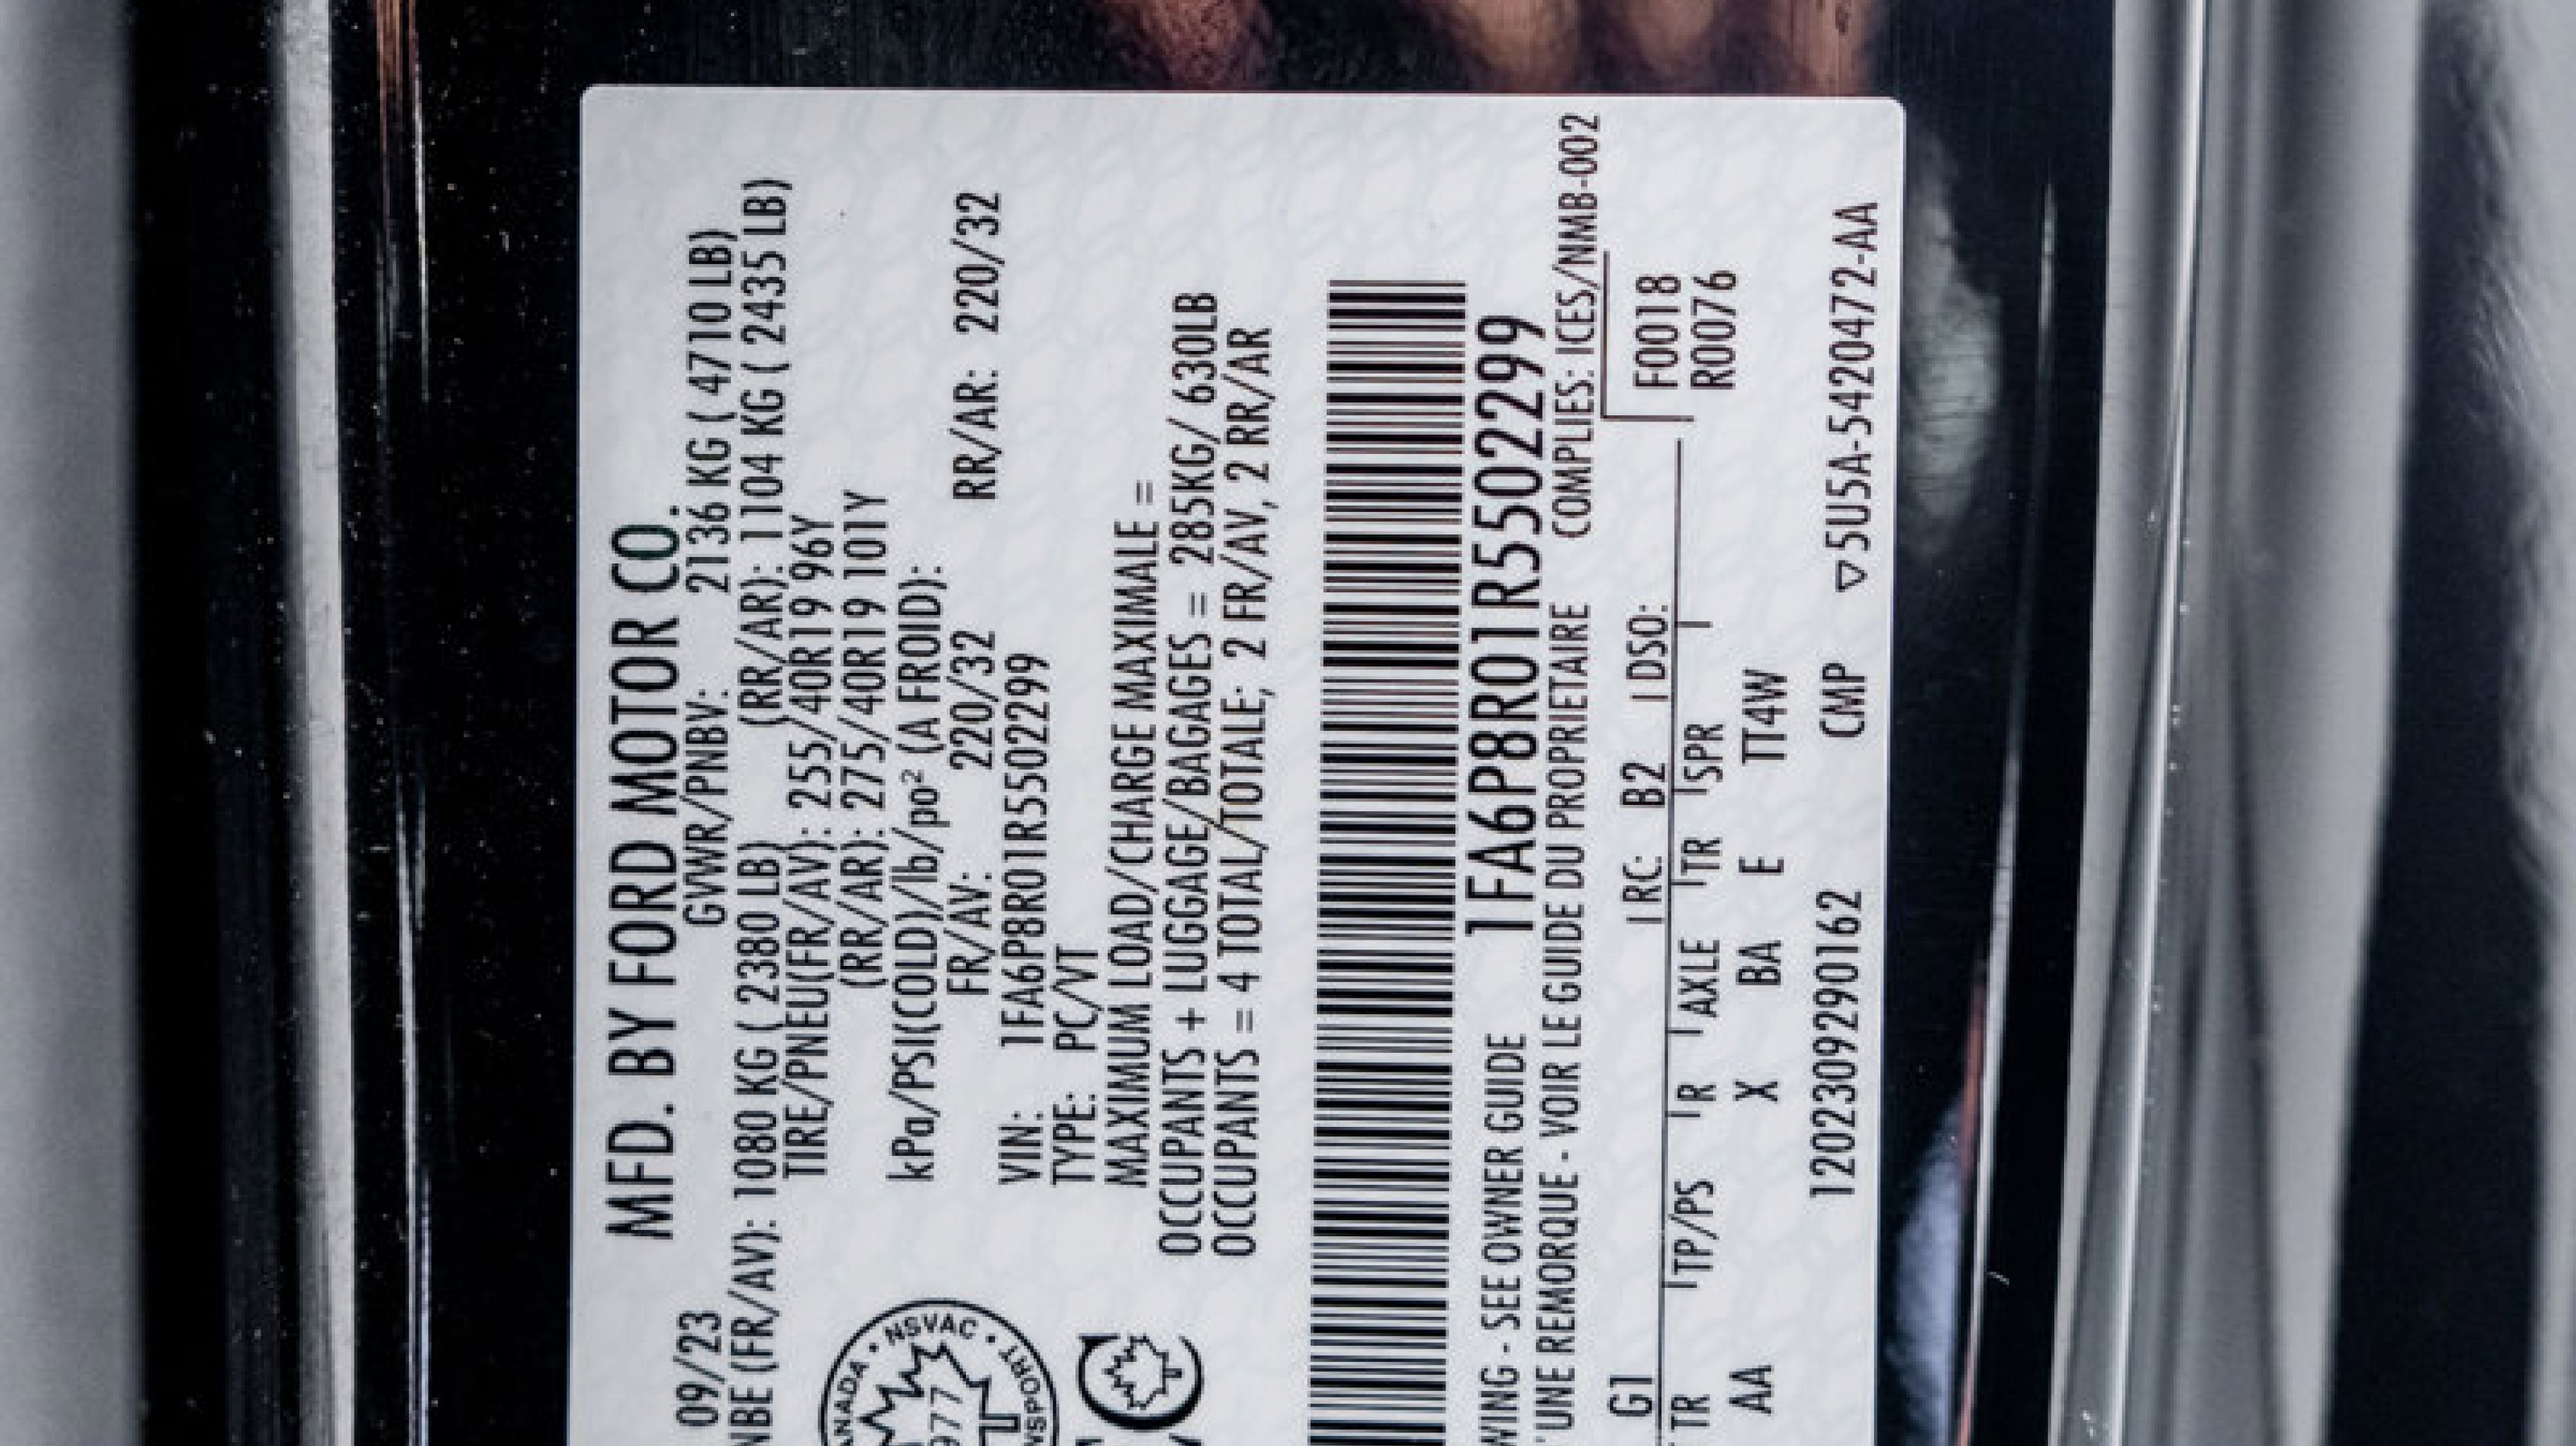 MFD. BY FORD MOTOR CO.
09/23 GVWR/PNBV: 2136 KG ( 4710 LB)
(FR/AV): 1080 KG ( 2380 LB) (RR/AR): 1104 KG ( 2435 LB)
TIRE/PNEU(FR/AV): 255/40R19 96Y
(RR/AR): 275/40R19 101Y
kPa/PSI(COLD)/lb/po² (A FROID):
FR/AV: 220/32 RR/AR: 220/32
VIN: 1FA6P8R01R5502299
TYPE: PC/VT
MAXIMUM LOAD/CHARGE MAXIMALE =
OCCUPANTS + LUGGAGE/BAGAGES = 285KG/ 630LB
OCCUPANTS = 4 TOTAL/TOTALE; 2 FR/AV, 2 RR/AR
NSVAC
1FA6P8R01R5502299
- SEE OWNER GUIDE
'UNE REMORQUE - VOIR LE GUIDE DU PROPRIETAIRE COMPLIES: ICES/NMB-002
G1 RC: B2 DSO:
F0018
R0076
TR TP/PS R AXLE TR SPR
AA X BA E TT4W
1202309290162 CMP ▽5U5A-5420472-AA